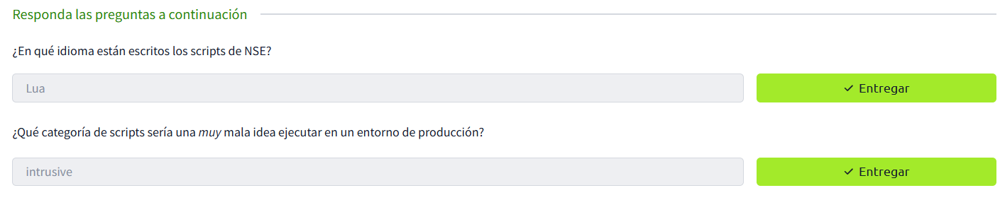 Responda las preguntas a continuación
¿En qué idioma están escritos los scripts de NSE?
Lua
Entregar
¿Qué categoría de scripts sería una muy mala idea ejecutar en un entorno de producción?
intrusive
Entregar